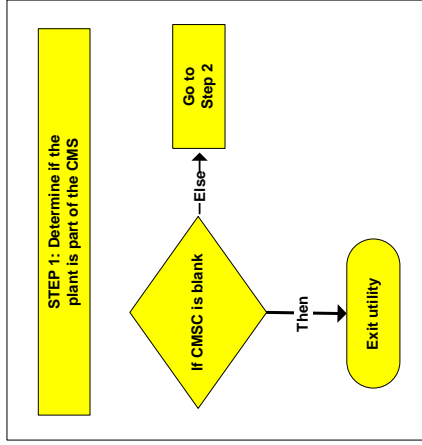 STEP 1: Determine if the
plant is part of the CMS
If CMSC is blank
Else
Go to
Step 2
Then
Exit utility